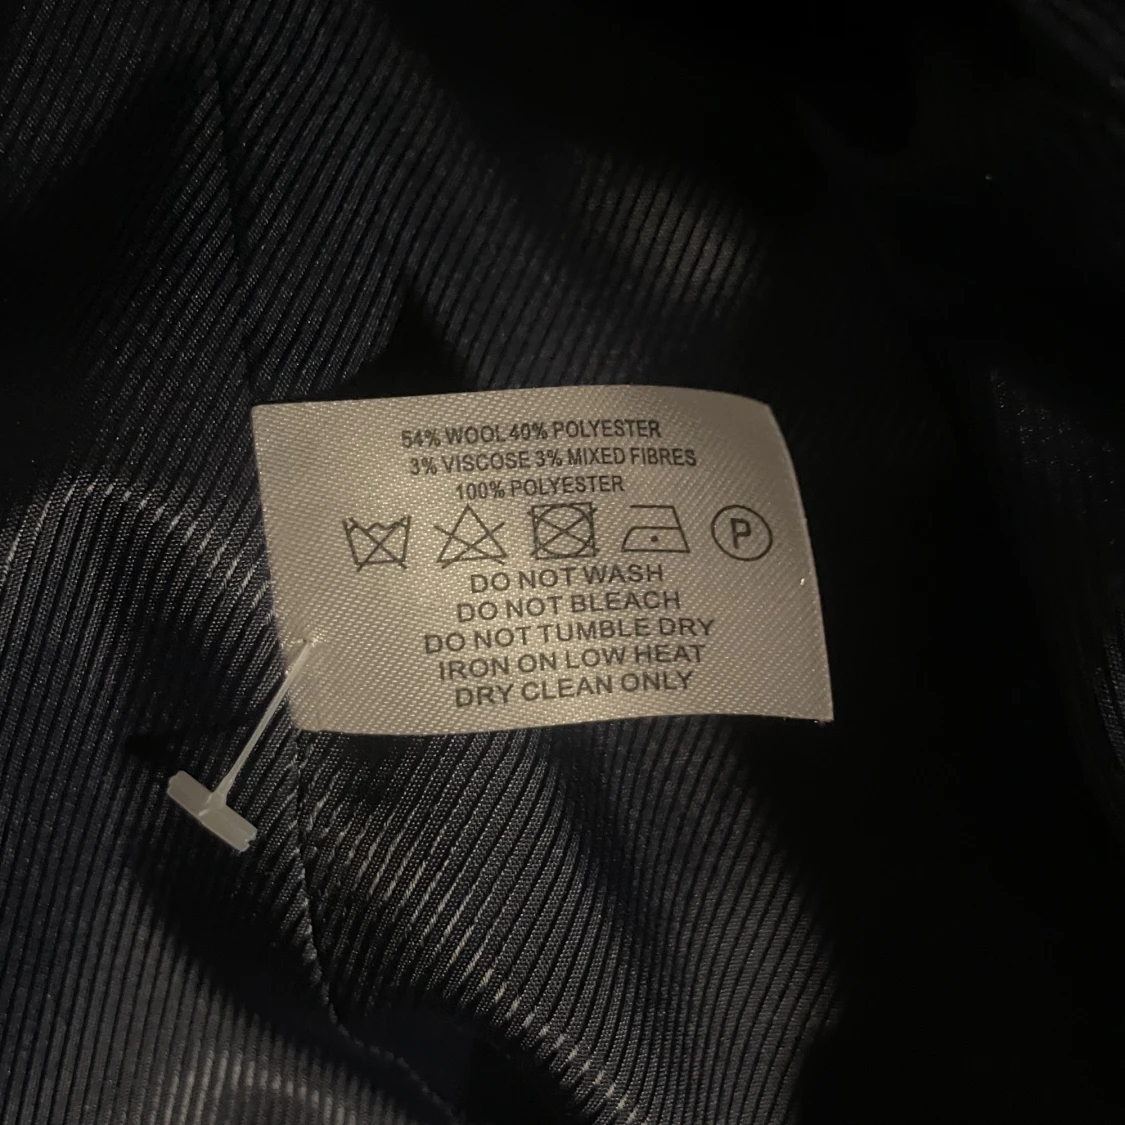 54% WOOL 40% POLYESTER
3% VISCOSE 3% MIXED FIBRES
100% POLYESTER
P
DO NOT WASH
DO NOT BLEACH
DO NOT TUMBLE DRY
IRON ON LOW HEAT
DRY CLEAN ONLY